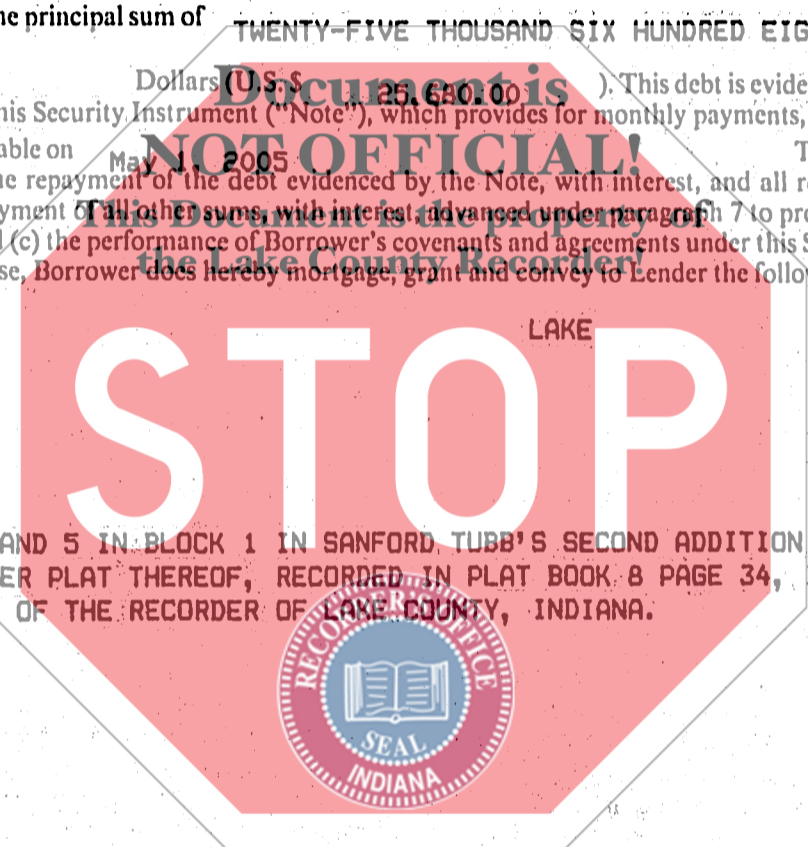 ne principal sum of TWENTY-FIVE THOUSAND SIX HUNDRED EIG
Dollars (U.S. $ 25,680.00 ). This debt is evide
Document is
his Security Instrument ("Note"), which provides for monthly payments,
NOT OFFICIAL!
able on May 1, 2005 T
ne repayment of the debt evidenced by the Note, with interest, and all r
yment of all other sums, with interest, advanced under paragraph 7 to pr
This Document is the property of
l (c) the performance of Borrower's covenants and agreements under this S
the Lake County Recorder!
se, Borrower does hereby mortgage, grant and convey to Lender the follo
LAKE
STOP
AND 5 IN BLOCK 1 IN SANFORD TUBB'S SECOND ADDITION
ER PLAT THEREOF, RECORDED IN PLAT BOOK 8 PAGE 34,
OF THE RECORDER OF LAKE COUNTY, INDIANA.
RECORDER'S OFFICE
SEAL
INDIANA